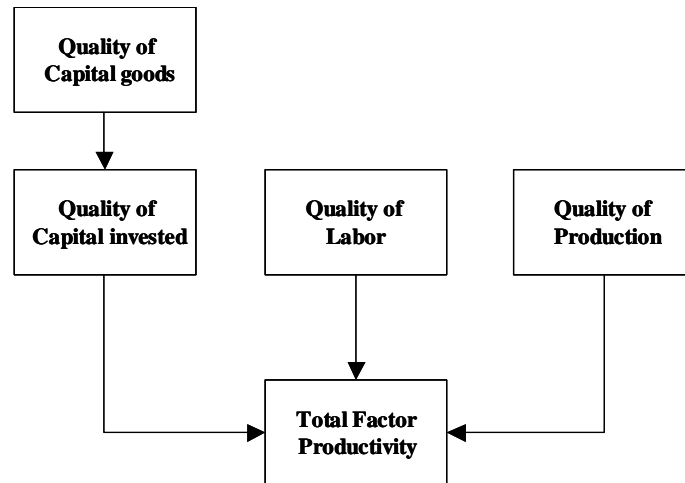 Quality of
Capital goods
Quality of
Capital invested
Quality of
Labor
Quality of
Production
Total Factor
Productivity